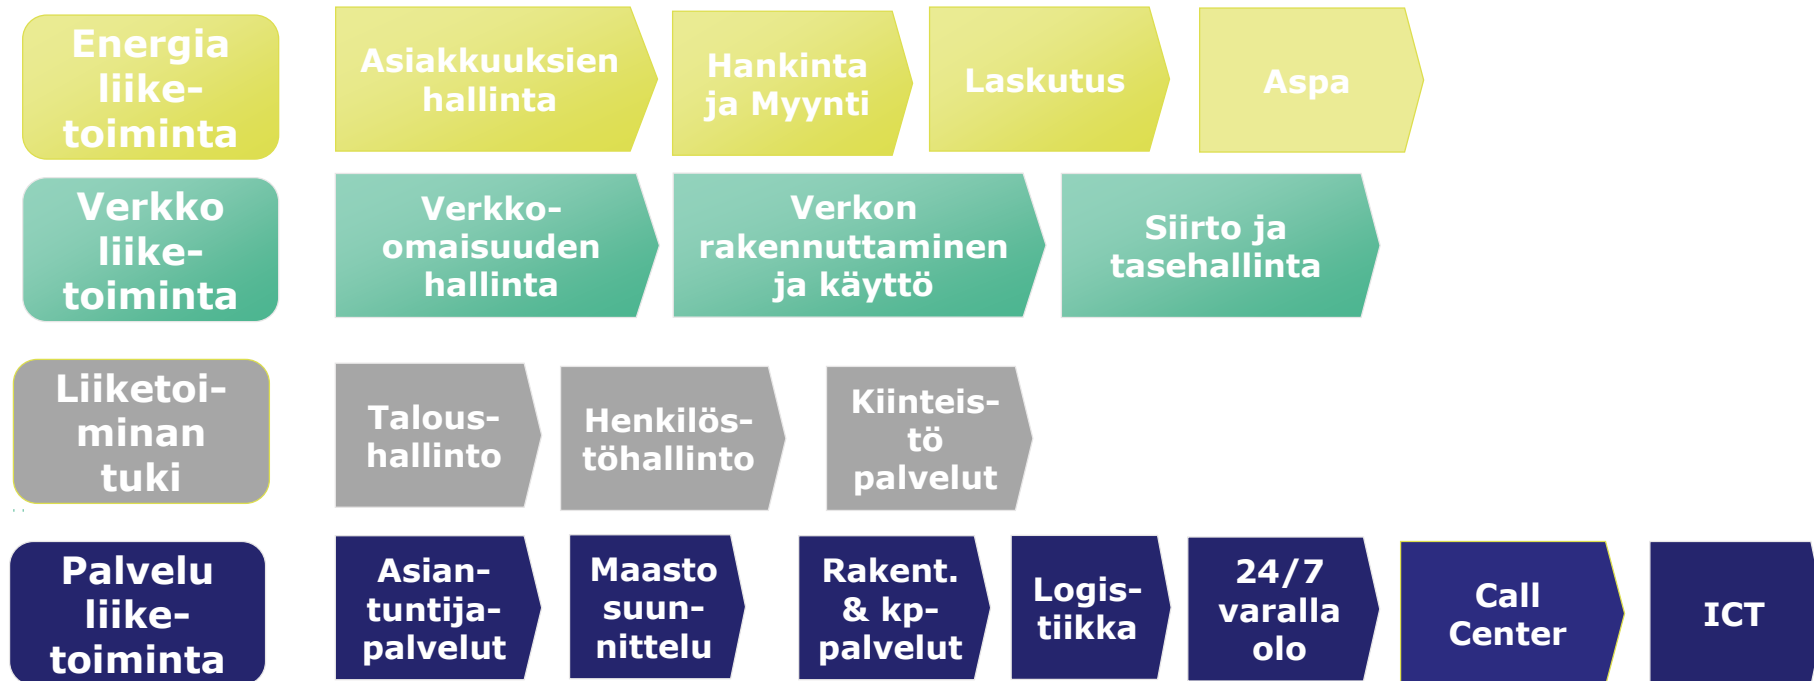 Energia
liike-
toiminta
Asiakkuuksien
hallinta
Hankinta
ja Myynti
Laskutus
Aspa
Verkko
liike-
toiminta
Verkko-
omaisuuden
hallinta
Verkon
rakennuttaminen
ja käyttö
Siirto ja
tasehallinta
Liiketoi-
minan
tuki
Talous-
hallinto
Henkilös-
töhallinto
Kiinteis-
tö
palvelut
Palvelu
liike-
toiminta
Asian-
tuntija-
palvelut
Maasto
suun-
nittelu
Rakent.
& kp-
palvelut
Logis-
tiikka
24/7
varalla
olo
Call
Center
ICT